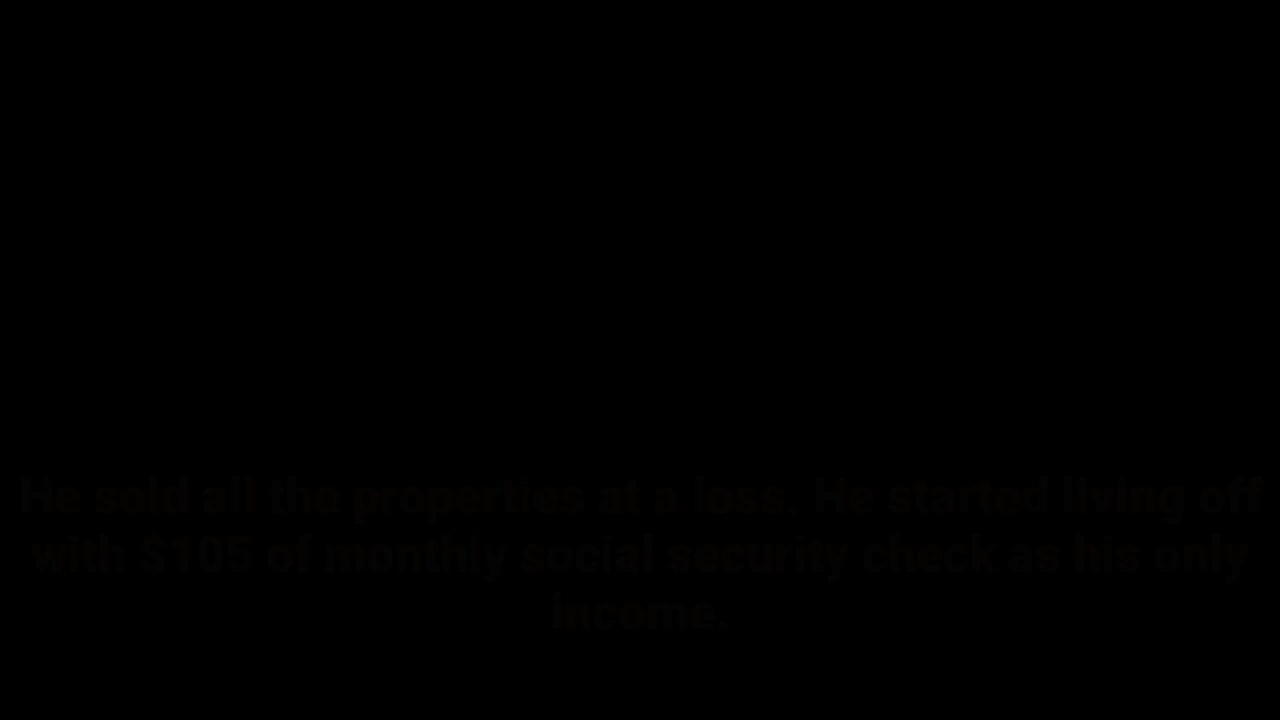 He sold all the properties at a loss. He started living off
with $105 of monthly social security check as his only
income.